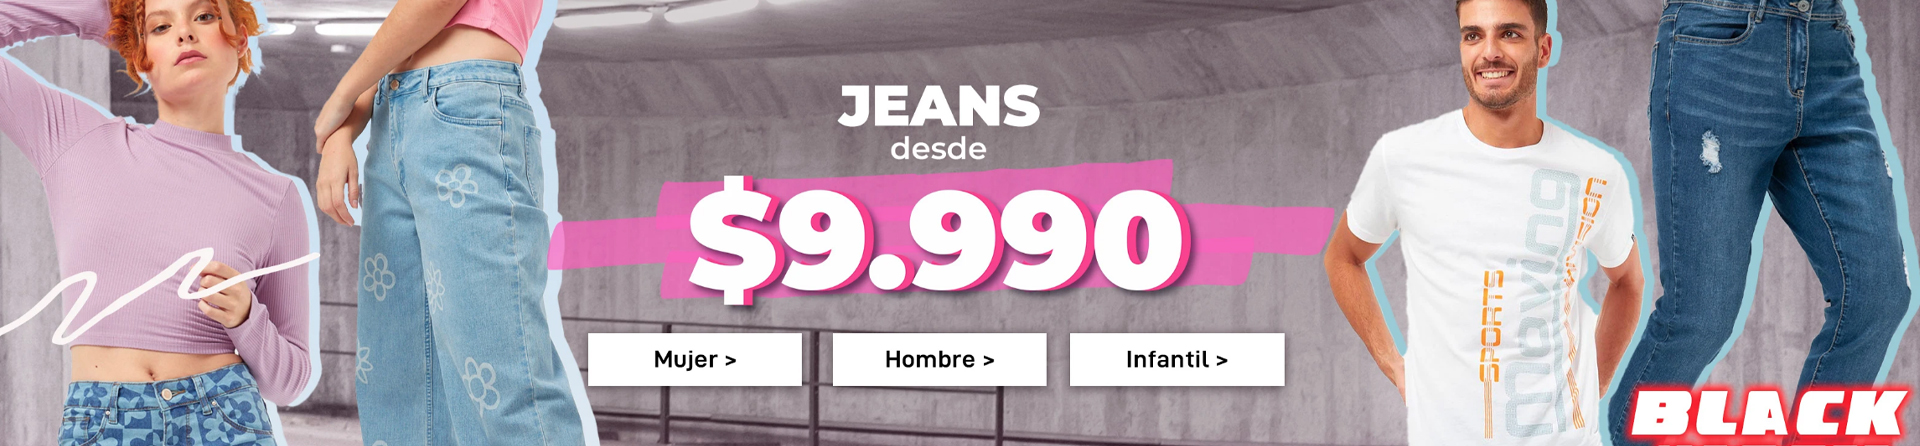 JEANS
desde
$9.990
Mujer >
Hombre >
Infantil >
SPORTS
moving
BLACK